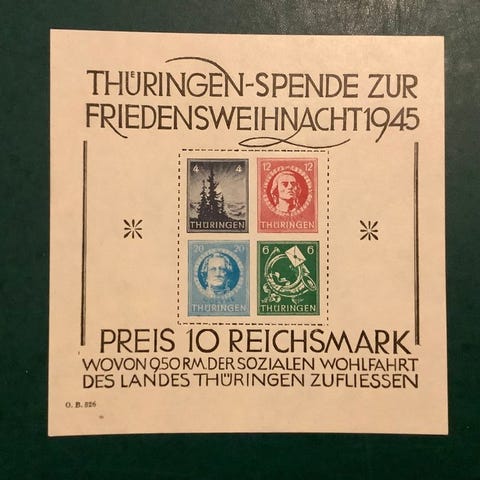 THÜRINGEN-SPENDE ZUR
FRIEDENSWEIHNACHT 1945
4 4
THÜRINGEN
12 12
THÜRINGEN
20 20
THÜRINGEN
6 6
THÜRINGEN
PREIS 10 REICHSMARK
WOVON 9.50 RM. DER SOZIALEN WOHLFAHRT
DES LANDES THÜRINGEN ZUFLIESSEN
O. B. 826